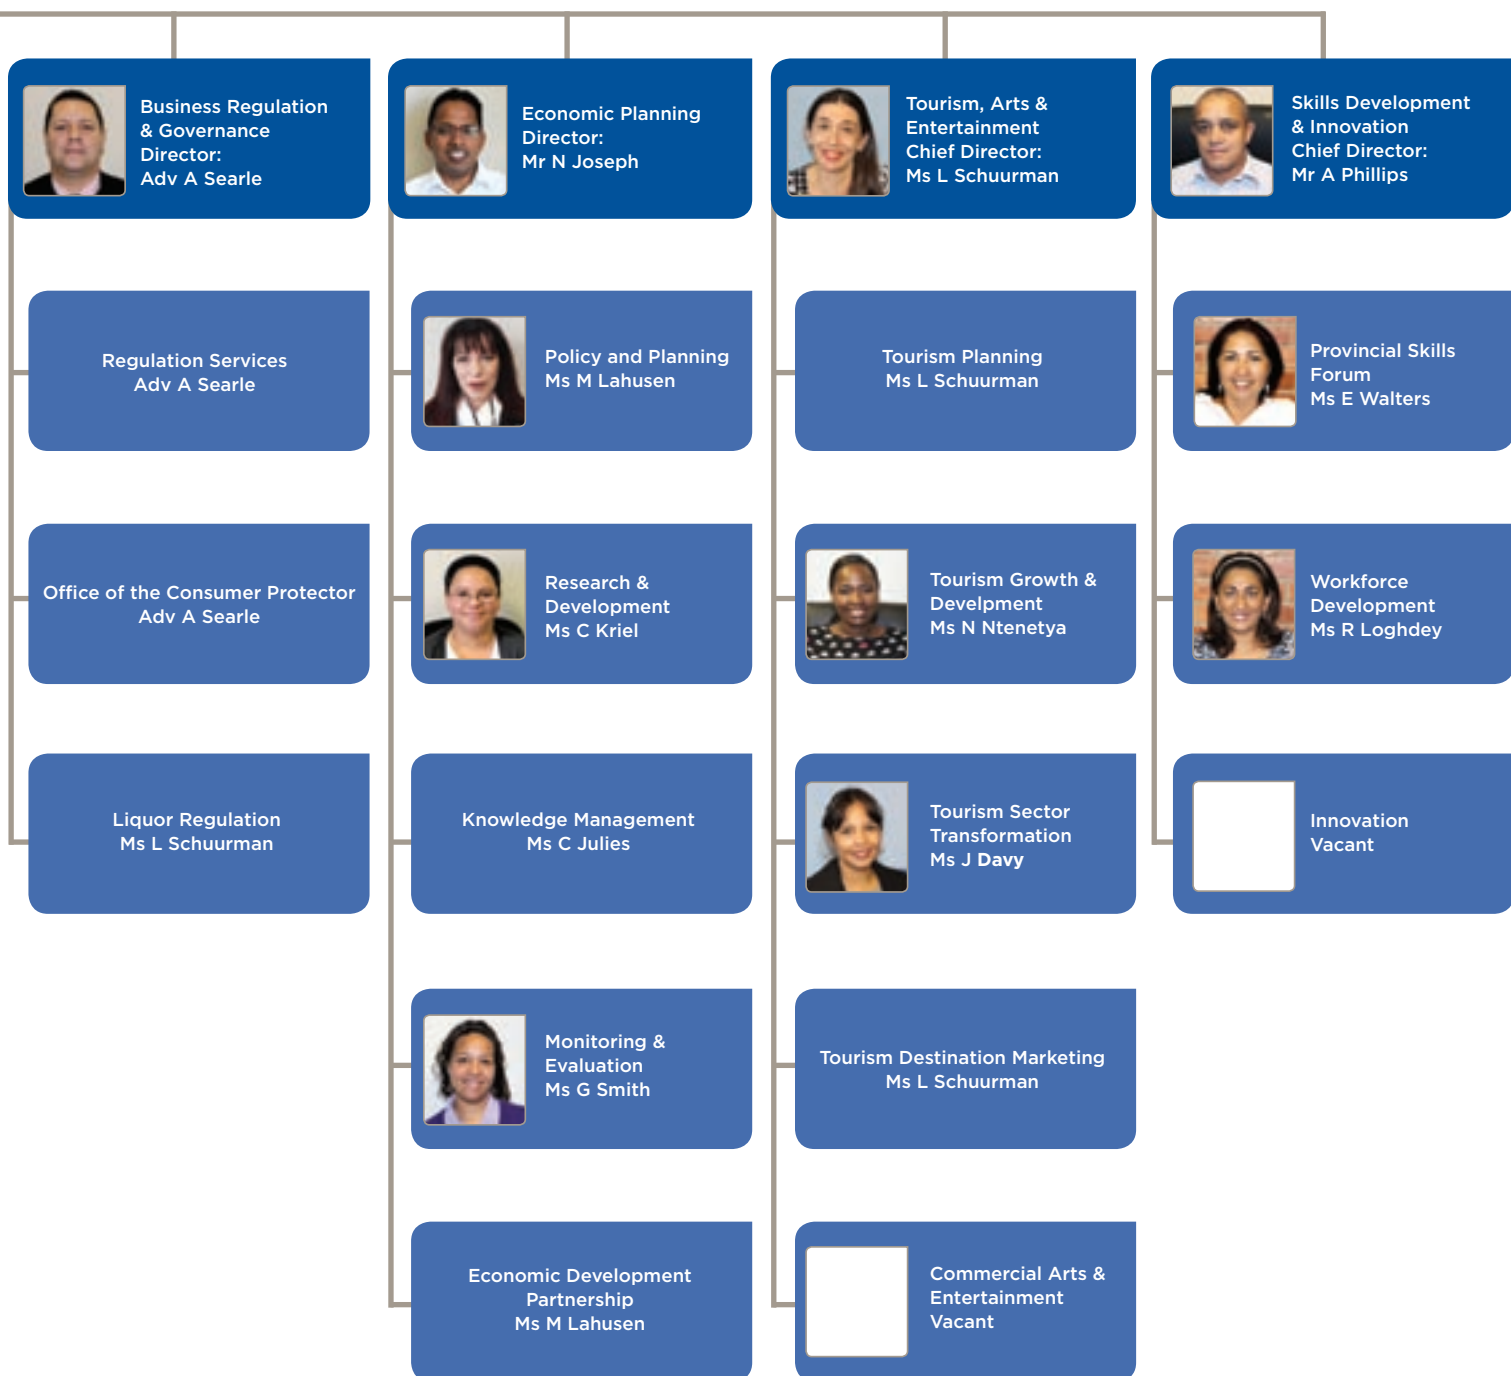 Business Regulation
& Governance
Director:
Adv A Searle
Regulation Services
Adv A Searle
Office of the Consumer Protector
Adv A Searle
Liquor Regulation
Ms L Schuurman
Economic Planning
Director:
Mr N Joseph
Policy and Planning
Ms M Lahusen
Research &
Development
Ms C Kriel
Knowledge Management
Ms C Julies
Monitoring &
Evaluation
Ms G Smith
Economic Development
Partnership
Ms M Lahusen
Tourism, Arts &
Entertainment
Chief Director:
Ms L Schuurman
Tourism Planning
Ms L Schuurman
Tourism Growth &
Develpment
Ms N Ntenetya
Tourism Sector
Transformation
Ms J Davy
Tourism Destination Marketing
Ms L Schuurman
Commercial Arts &
Entertainment
Vacant
Skills Development
& Innovation
Chief Director:
Mr A Phillips
Provincial Skills
Forum
Ms E Walters
Workforce
Development
Ms R Loghdey
Innovation
Vacant